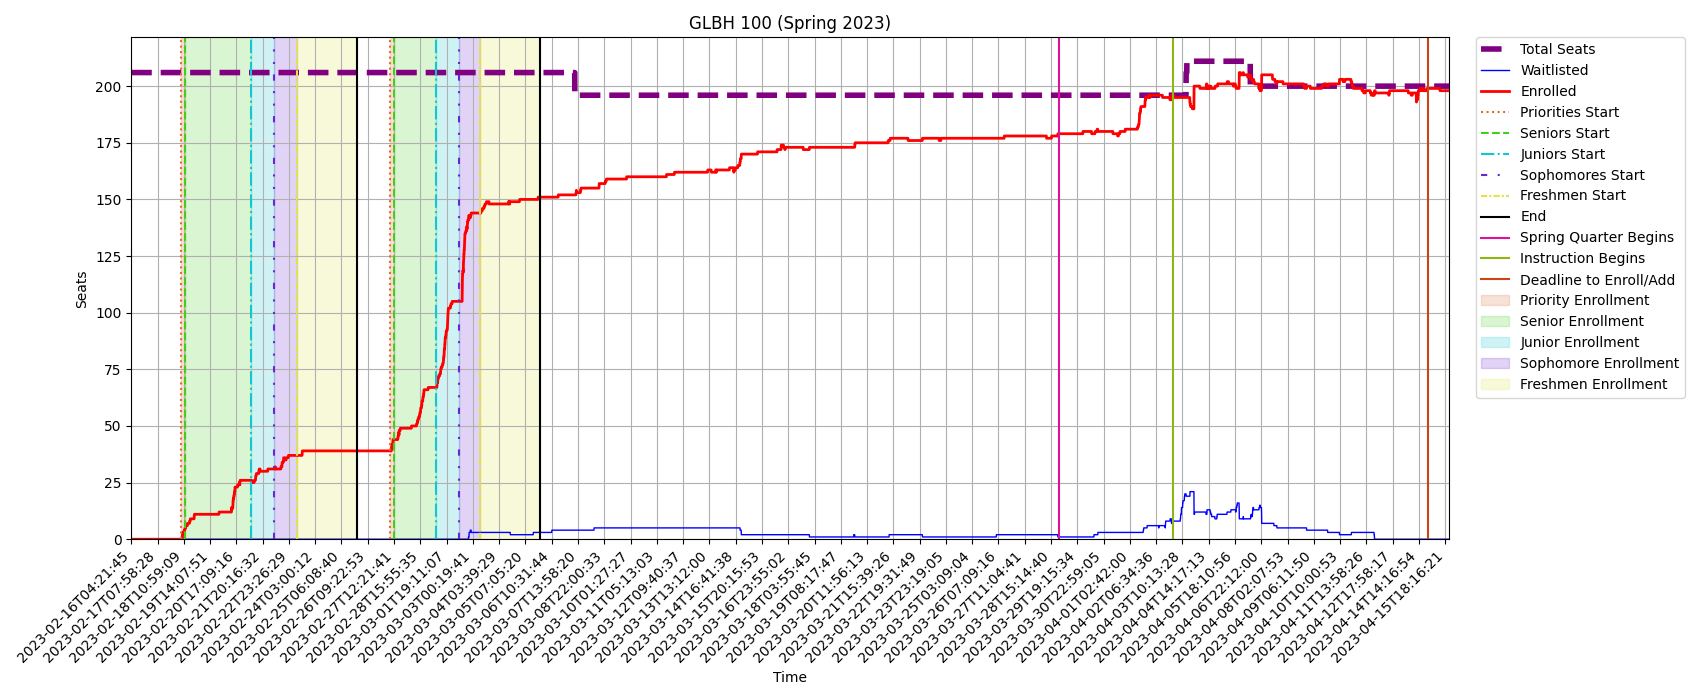 GLBH 100 (Spring 2023)
Seats
200
175
150
125
100
75
50
25
0
2023-02-16T04:21:45
2023-02-17T07:58:28
2023-02-18T10:59:09
2023-02-19T14:07:51
2023-02-20T17:09:16
2023-02-21T20:16:32
2023-02-22T23:26:29
2023-02-24T03:00:12
2023-02-25T06:08:40
2023-02-26T09:22:53
2023-02-27T12:21:41
2023-02-28T15:55:35
2023-03-01T19:11:07
2023-03-03T00:19:41
2023-03-04T03:39:29
2023-03-05T07:05:20
2023-03-06T10:31:44
2023-03-07T13:58:20
2023-03-08T22:00:33
2023-03-10T01:27:27
2023-03-11T05:13:03
2023-03-12T09:40:37
2023-03-13T13:12:00
2023-03-14T16:41:38
2023-03-15T20:15:53
2023-03-16T23:55:02
2023-03-18T03:55:45
2023-03-19T08:17:47
2023-03-20T11:56:13
2023-03-21T15:39:26
2023-03-22T19:31:49
2023-03-23T23:19:05
2023-03-25T03:09:04
2023-03-26T07:09:16
2023-03-27T11:04:41
2023-03-28T15:14:40
2023-03-29T19:15:34
2023-03-30T22:59:05
2023-04-01T02:42:00
2023-04-02T06:34:36
2023-04-03T10:13:28
2023-04-04T14:17:13
2023-04-05T18:10:56
2023-04-06T22:12:00
2023-04-08T02:07:53
2023-04-09T06:11:50
2023-04-10T10:00:53
2023-04-11T13:58:26
2023-04-12T17:58:17
2023-04-14T14:16:54
2023-04-15T18:16:21
Time
Total Seats
Waitlisted
Enrolled
Priorities Start
Seniors Start
Juniors Start
Sophomores Start
Freshmen Start
End
Spring Quarter Begins
Instruction Begins
Deadline to Enroll/Add
Priority Enrollment
Senior Enrollment
Junior Enrollment
Sophomore Enrollment
Freshmen Enrollment